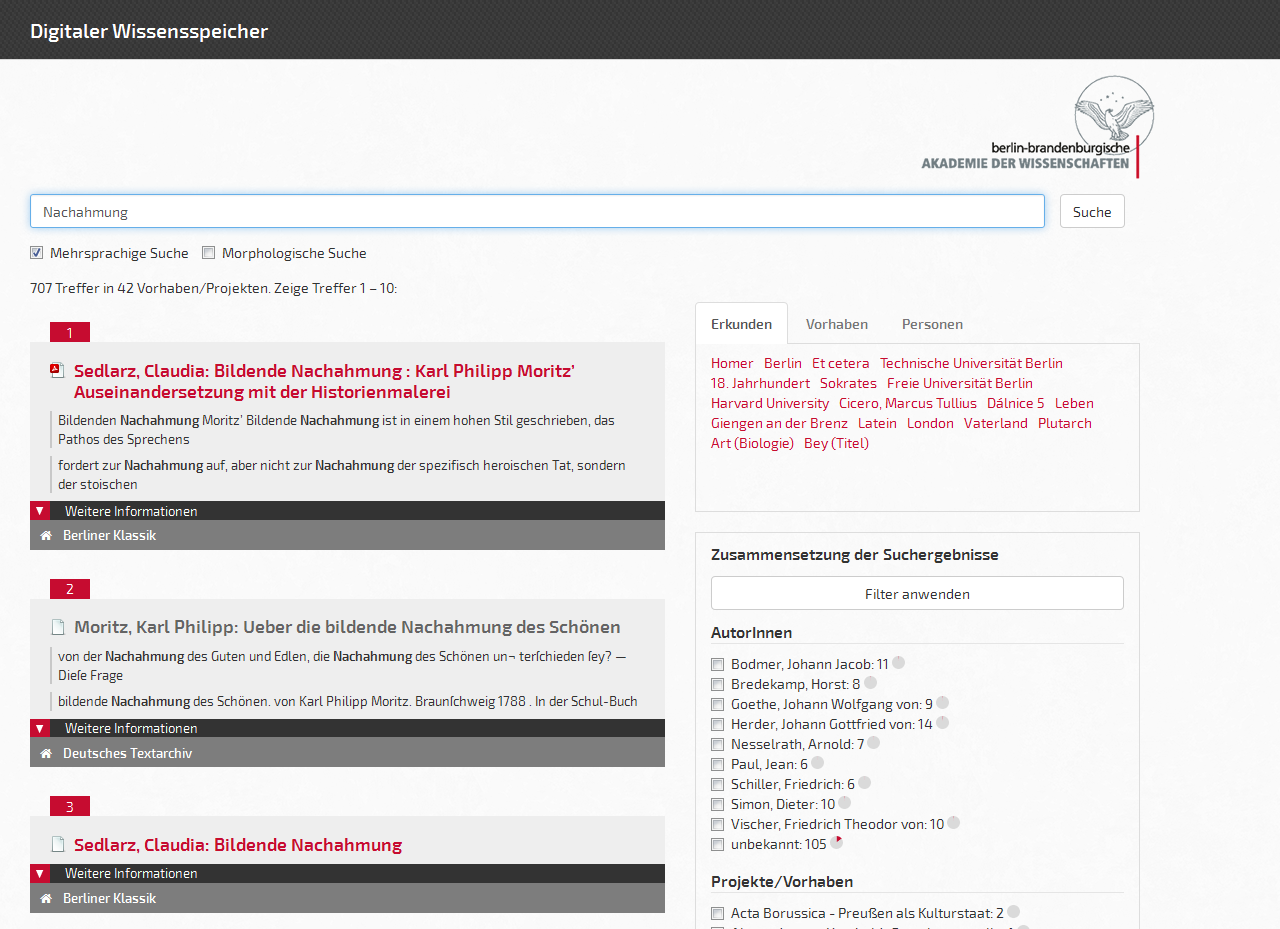 Digitaler Wissensspeicher
berlin-brandenburgische
AKADEMIE DER WISSENSCHAFTEN
Nachahmung
Suche
Mehrsprachige Suche
Morphologische Suche
707 Treffer in 42 Vorhaben/Projekten. Zeige Treffer 1 – 10:
1
Sedlarz, Claudia: Bildende Nachahmung : Karl Philipp Moritz’
Auseinandersetzung mit der Historienmalerei
Bildenden Nachahmung Moritz’ Bildende Nachahmung ist in einem hohen Stil geschrieben, das
Pathos des Sprechens
fordert zur Nachahmung auf, aber nicht zur Nachahmung der spezifisch heroischen Tat, sondern
der stoischen
▼ Weitere Informationen
Berliner Klassik
2
Moritz, Karl Philipp: Ueber die bildende Nachahmung des Schönen
von der Nachahmung des Guten und Edlen, die Nachahmung des Schönen un¬ terſchieden ſey? —
Dieſe Frage
bildende Nachahmung des Schönen. von Karl Philipp Moritz. Braunſchweig 1788 . In der Schul-Buch
▼ Weitere Informationen
Deutsches Textarchiv
3
Sedlarz, Claudia: Bildende Nachahmung
▼ Weitere Informationen
Berliner Klassik
Erkunden Vorhaben Personen
Homer Berlin Et cetera Technische Universität Berlin
18. Jahrhundert Sokrates Freie Universität Berlin
Harvard University Cicero, Marcus Tullius Dálnice 5 Leben
Giengen an der Brenz Latein London Vaterland Plutarch
Art (Biologie) Bey (Titel)
Zusammensetzung der Suchergebnisse
Filter anwenden
AutorInnen
Bodmer, Johann Jacob: 11
Bredekamp, Horst: 8
Goethe, Johann Wolfgang von: 9
Herder, Johann Gottfried von: 14
Nesselrath, Arnold: 7
Paul, Jean: 6
Schiller, Friedrich: 6
Simon, Dieter: 10
Vischer, Friedrich Theodor von: 10
unbekannt: 105
Projekte/Vorhaben
Acta Borussica - Preußen als Kulturstaat: 2